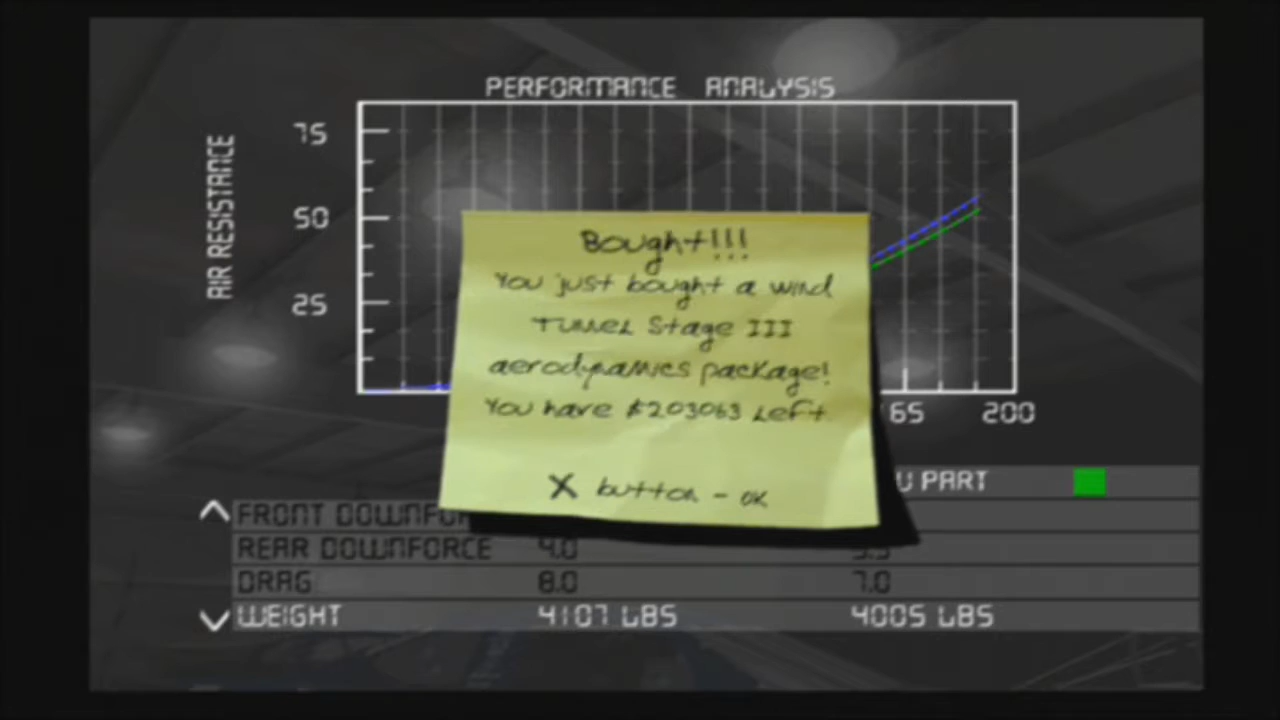 PERFORMANCE ANALYSIS
AIR RESISTANCE
75
50
25
65 200
Bought!!!
You just bought a wind
Tunnel Stage III
aerodynamics package!
You have $203063 Left
X button - OK
PART
FRONT
REAR DOWNFORCE 4.0
DRAG 8.0 7.0
WEIGHT 4107 LBS 4005 LBS